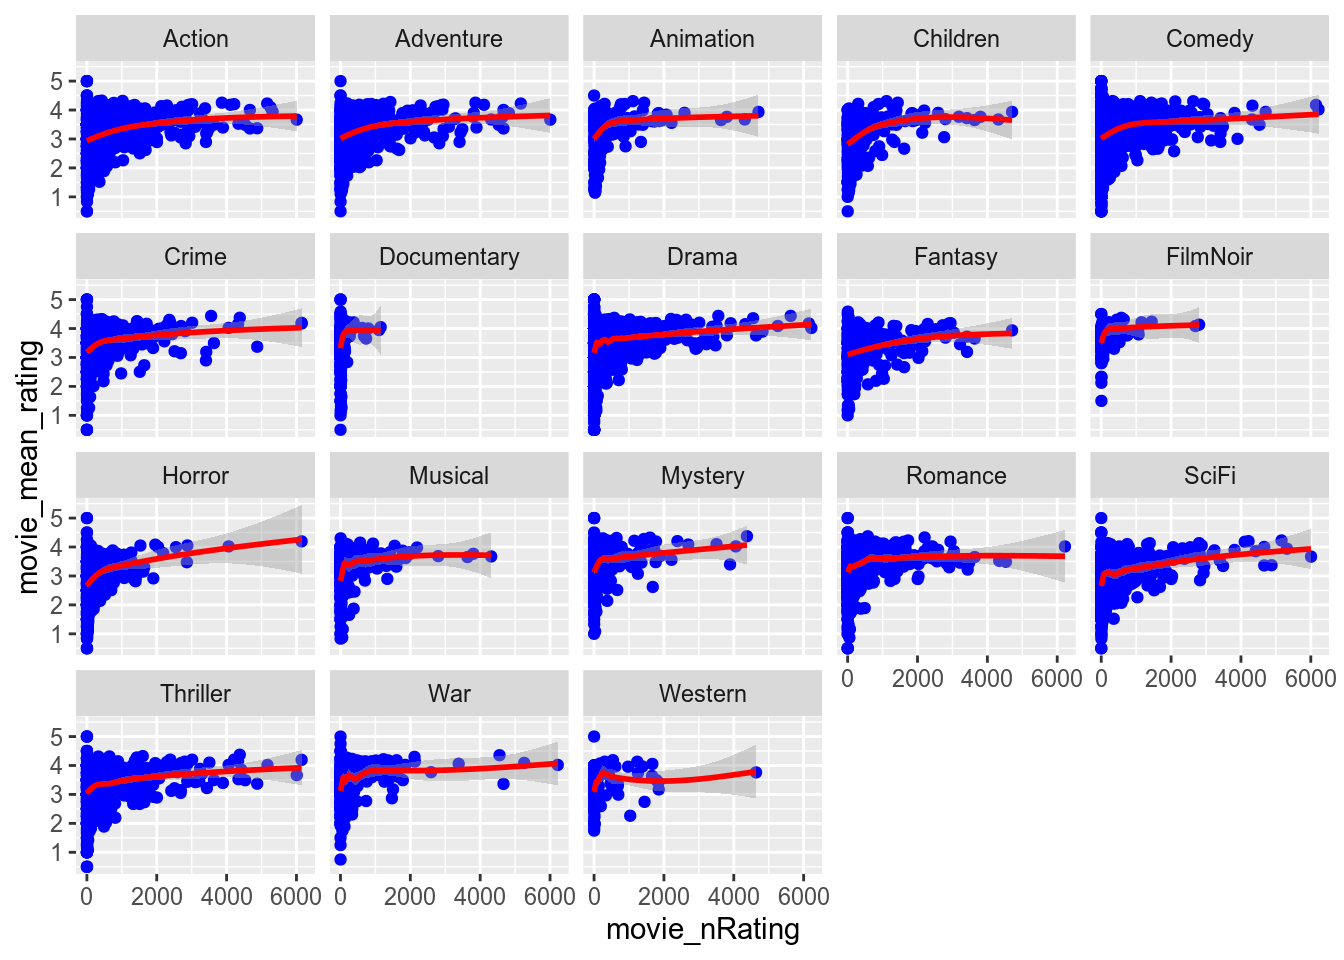 Action Adventure Animation Children Comedy
5
4
3
2
1
Crime Documentary Drama Fantasy FilmNoir
5
4
3
2
1
movie_mean_rating
Horror Musical Mystery Romance SciFi
5
4
3
2
1
0 2000 4000 6000 0 2000 4000 6000
Thriller War Western
5
4
3
2
1
0 2000 4000 6000 0 2000 4000 6000 0 2000 4000 6000
movie_nRating